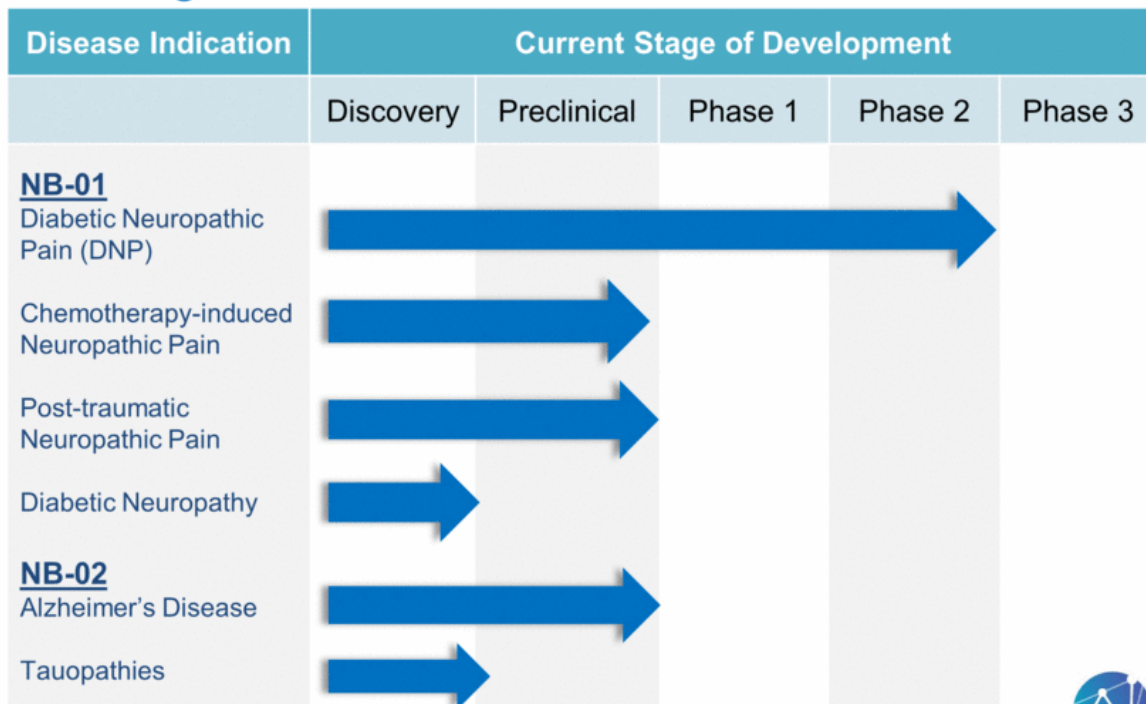 Disease Indication
Current Stage of Development
Discovery
Preclinical
Phase 1
Phase 2
Phase 3
NB-01
Diabetic Neuropathic
Pain (DNP)
Chemotherapy-induced
Neuropathic Pain
Post-traumatic
Neuropathic Pain
Diabetic Neuropathy
NB-02
Alzheimer's Disease
Tauopathies